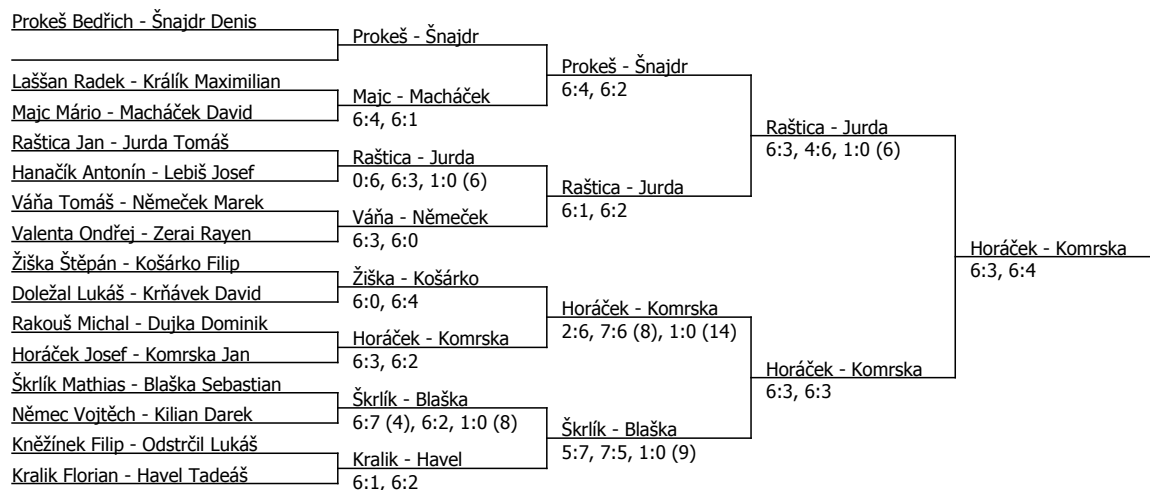 Prokeš Bedřich - Šnajdr Denis
Laššan Radek - Králík Maximilian
Majc Mário - Macháček David
Raštica Jan - Jurda Tomáš
Hanačík Antonín - Lebiš Josef
Váňa Tomáš - Němeček Marek
Valenta Ondřej - Zerai Rayen
Žiška Štěpán - Košárko Filip
Doležal Lukáš - Krňávek David
Rakouš Michal - Dujka Dominik
Horáček Josef - Komrska Jan
Škrlík Mathias - Blaška Sebastian
Němec Vojtěch - Kilian Darek
Kněžínek Filip - Odstrčil Lukáš
Kralik Florian - Havel Tadeáš
Prokeš - Šnajdr
Majc - Macháček
6:4, 6:1
Raštica - Jurda
0:6, 6:3, 1:0 (6)
Váňa - Němeček
6:3, 6:0
Žiška - Košárko
6:0, 6:4
Horáček - Komrska
6:3, 6:2
Škrlík - Blaška
6:7 (4), 6:2, 1:0 (8)
Kralik - Havel
6:1, 6:2
Prokeš - Šnajdr
6:4, 6:2
Raštica - Jurda
6:1, 6:2
Horáček - Komrska
2:6, 7:6 (8), 1:0 (14)
Škrlík - Blaška
5:7, 7:5, 1:0 (9)
Raštica - Jurda
6:3, 4:6, 1:0 (6)
Horáček - Komrska
6:3, 6:3
Horáček - Komrska
6:3, 6:4